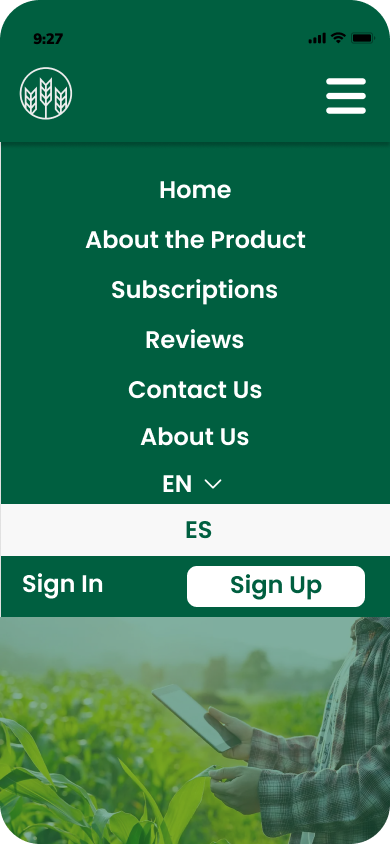 9:27
Home
About the Product
Subscriptions
Reviews
Contact Us
About Us
EN
ES
Sign In
Sign Up